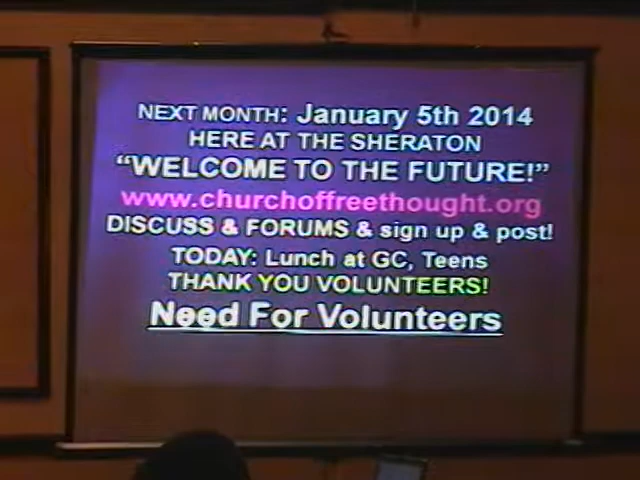 NEXT MONTH: January 5th 2014
HERE AT THE SHERATON
“WELCOME TO THE FUTURE!”
www.churchoffreethought.org
DISCUSS & FORUMS & sign up & post!
TODAY: Lunch at GC, Teens
THANK YOU VOLUNTEERS!
Need For Volunteers